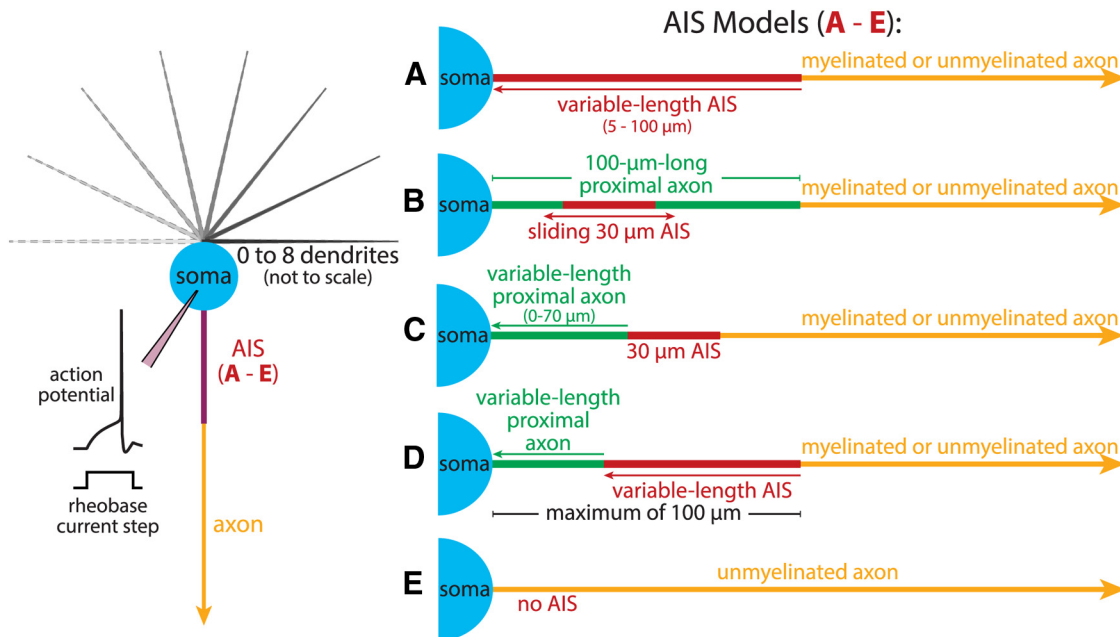 0 to 8 dendrites
(not to scale)
soma
AIS
(A - E)
action
potential
rheobase
current step
axon
AIS Models (A - E):
A
soma
myelinated or unmyelinated axon
variable-length AIS
(5 - 100 µm)
B
soma
100-µm-long
proximal axon
myelinated or unmyelinated axon
sliding 30 µm AIS
C
soma
variable-length
proximal axon
(0-70 µm)
myelinated or unmyelinated axon
30 µm AIS
D
soma
variable-length
proximal
axon
myelinated or unmyelinated axon
variable-length AIS
maximum of 100 µm
E
soma
unmyelinated axon
no AIS